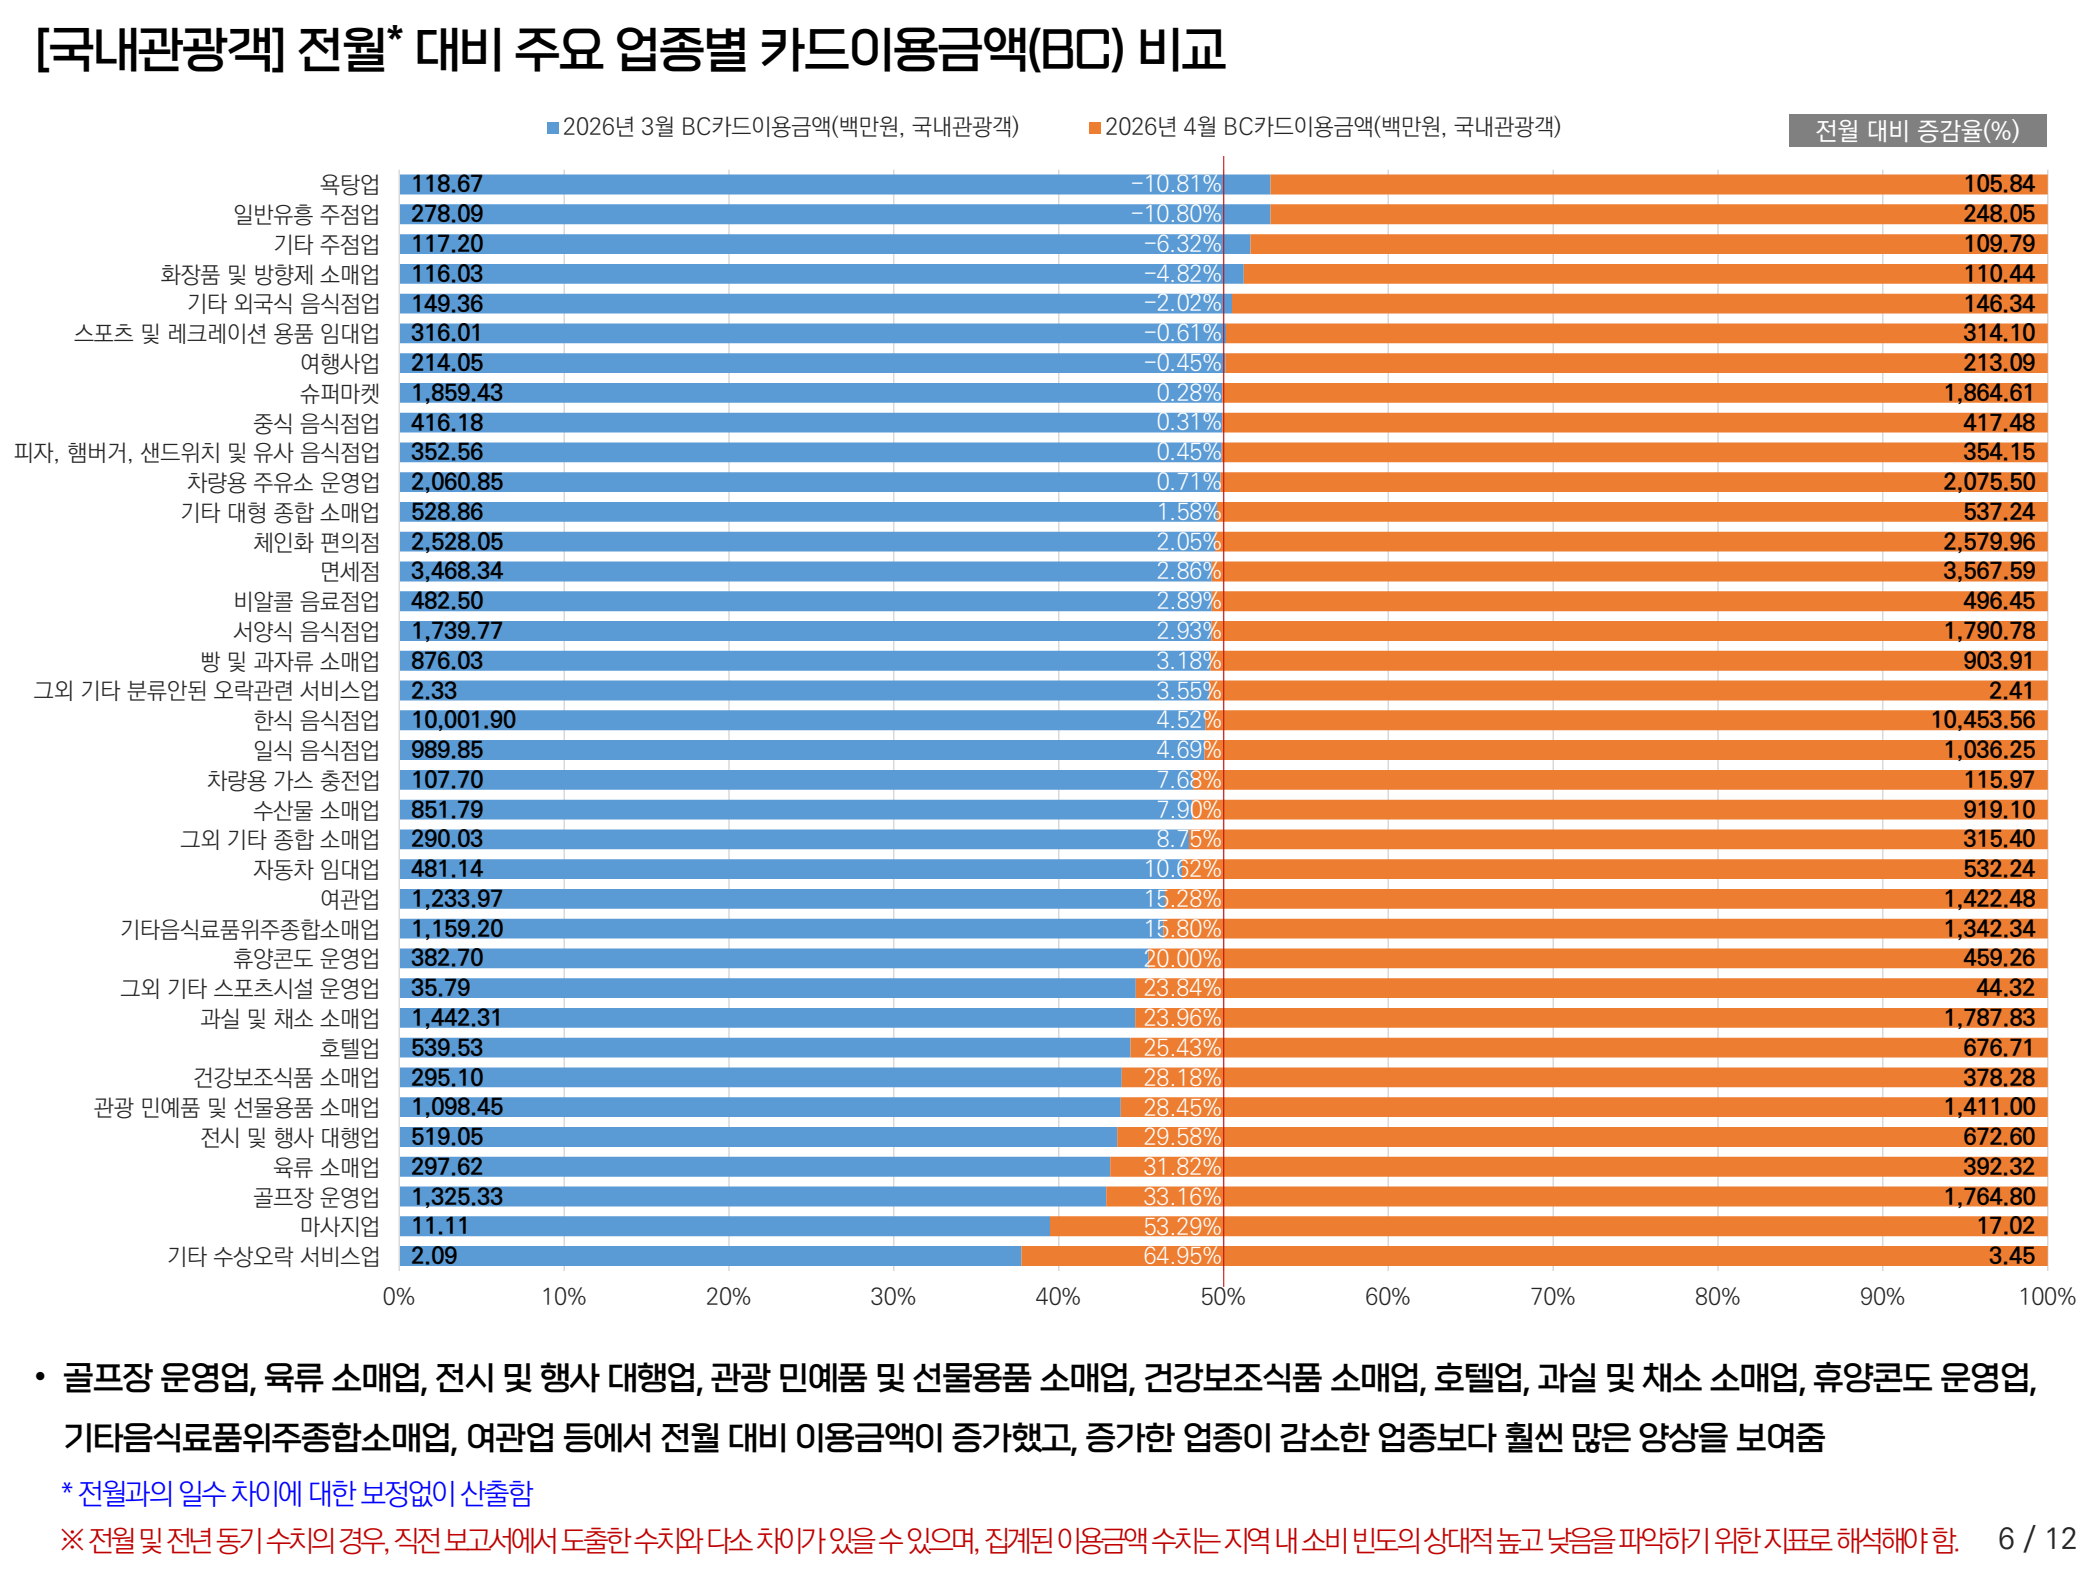 [국내관광객] 전월* 대비 주요 업종별 카드이용금액(BC) 비교
2026년 3월 BC카드이용금액(백만원, 국내관광객) 2026년 4월 BC카드이용금액(백만원, 국내관광객) 전월 대비 증감율(%)
욕탕업 118.67 -10.81% 105.84
일반유흥 주점업 278.09 -10.80% 248.05
기타 주점업 117.20 -6.32% 109.79
화장품 및 방향제 소매업 116.03 -4.82% 110.44
기타 외국식 음식점업 149.36 -2.02% 146.34
스포츠 및 레크레이션 용품 임대업 316.01 -0.61% 314.10
여행사업 214.05 -0.45% 213.09
슈퍼마켓 1,859.43 0.28% 1,864.61
중식 음식점업 416.18 0.31% 417.48
피자, 햄버거, 샌드위치 및 유사 음식점업 352.56 0.45% 354.15
차량용 주유소 운영업 2,060.85 0.71% 2,075.50
기타 대형 종합 소매업 528.86 1.58% 537.24
체인화 편의점 2,528.05 2.05% 2,579.96
면세점 3,468.34 2.86% 3,567.59
비알콜 음료점업 482.50 2.89% 496.45
서양식 음식점업 1,739.77 2.93% 1,790.78
빵 및 과자류 소매업 876.03 3.18% 903.91
그외 기타 분류안된 오락관련 서비스업 2.33 3.55% 2.41
한식 음식점업 10,001.90 4.52% 10,453.56
일식 음식점업 989.85 4.69% 1,036.25
차량용 가스 충전업 107.70 7.68% 115.97
수산물 소매업 851.79 7.90% 919.10
그외 기타 종합 소매업 290.03 8.75% 315.40
자동차 임대업 481.14 10.62% 532.24
여관업 1,233.97 15.28% 1,422.48
기타음식료품위주종합소매업 1,159.20 15.80% 1,342.34
휴양콘도 운영업 382.70 20.00% 459.26
그외 기타 스포츠시설 운영업 35.79 23.84% 44.32
과실 및 채소 소매업 1,442.31 23.96% 1,787.83
호텔업 539.53 25.43% 676.71
건강보조식품 소매업 295.10 28.18% 378.28
관광 민예품 및 선물용품 소매업 1,098.45 28.45% 1,411.00
전시 및 행사 대행업 519.05 29.58% 672.60
육류 소매업 297.62 31.82% 392.32
골프장 운영업 1,325.33 33.16% 1,764.80
마사지업 11.11 53.29% 17.02
기타 수상오락 서비스업 2.09 64.95% 3.45
0% 10% 20% 30% 40% 50% 60% 70% 80% 90% 100%
• 골프장 운영업, 육류 소매업, 전시 및 행사 대행업, 관광 민예품 및 선물용품 소매업, 건강보조식품 소매업, 호텔업, 과실 및 채소 소매업, 휴양콘도 운영업,
기타음식료품위주종합소매업, 여관업 등에서 전월 대비 이용금액이 증가했고, 증가한 업종이 감소한 업종보다 훨씬 많은 양상을 보여줌
* 전월과의 일수 차이에 대한 보정없이 산출함
※ 전월 및 전년 동기 수치의 경우, 직전 보고서에서 도출한 수치와 다소 차이가 있을 수 있으며, 집계된 이용금액 수치는 지역 내 소비 빈도의 상대적 높고 낮음을 파악하기 위한 지표로 해석해야 함. 6 / 12